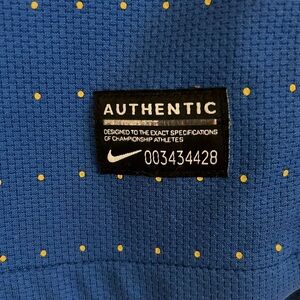 AUTHENTIC
DESIGNED TO THE EXACT SPECIFICATIONS
OF CHAMPIONSHIP ATHLETES
003434428